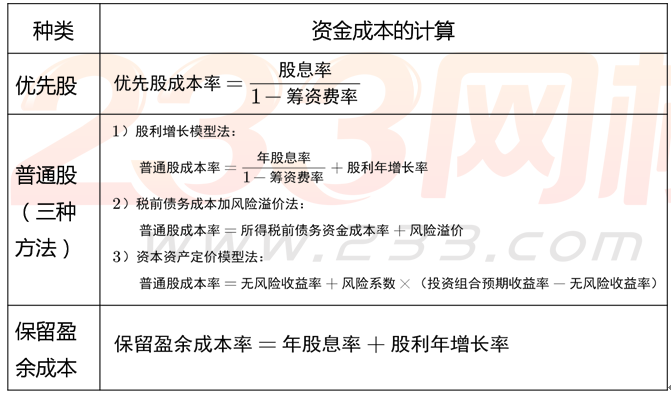 种类
资金成本的计算
优先股
优先股成本率＝股息率/(1－筹资费率)
普通股
（三种
方法）
1）股利增长模型法：
普通股成本率＝年股息率/(1－筹资费率)＋股利年增长率
2）税前债务成本加风险溢价法：
普通股成本率＝所得税前债务资金成本率＋风险溢价
3）资本资产定价模型法：
普通股成本率＝无风险收益率＋风险系数×（投资组合预期收益率－无风险收益率）
保留盈
余成本
保留盈余成本率＝年股息率＋股利年增长率
233网校
www.233.com